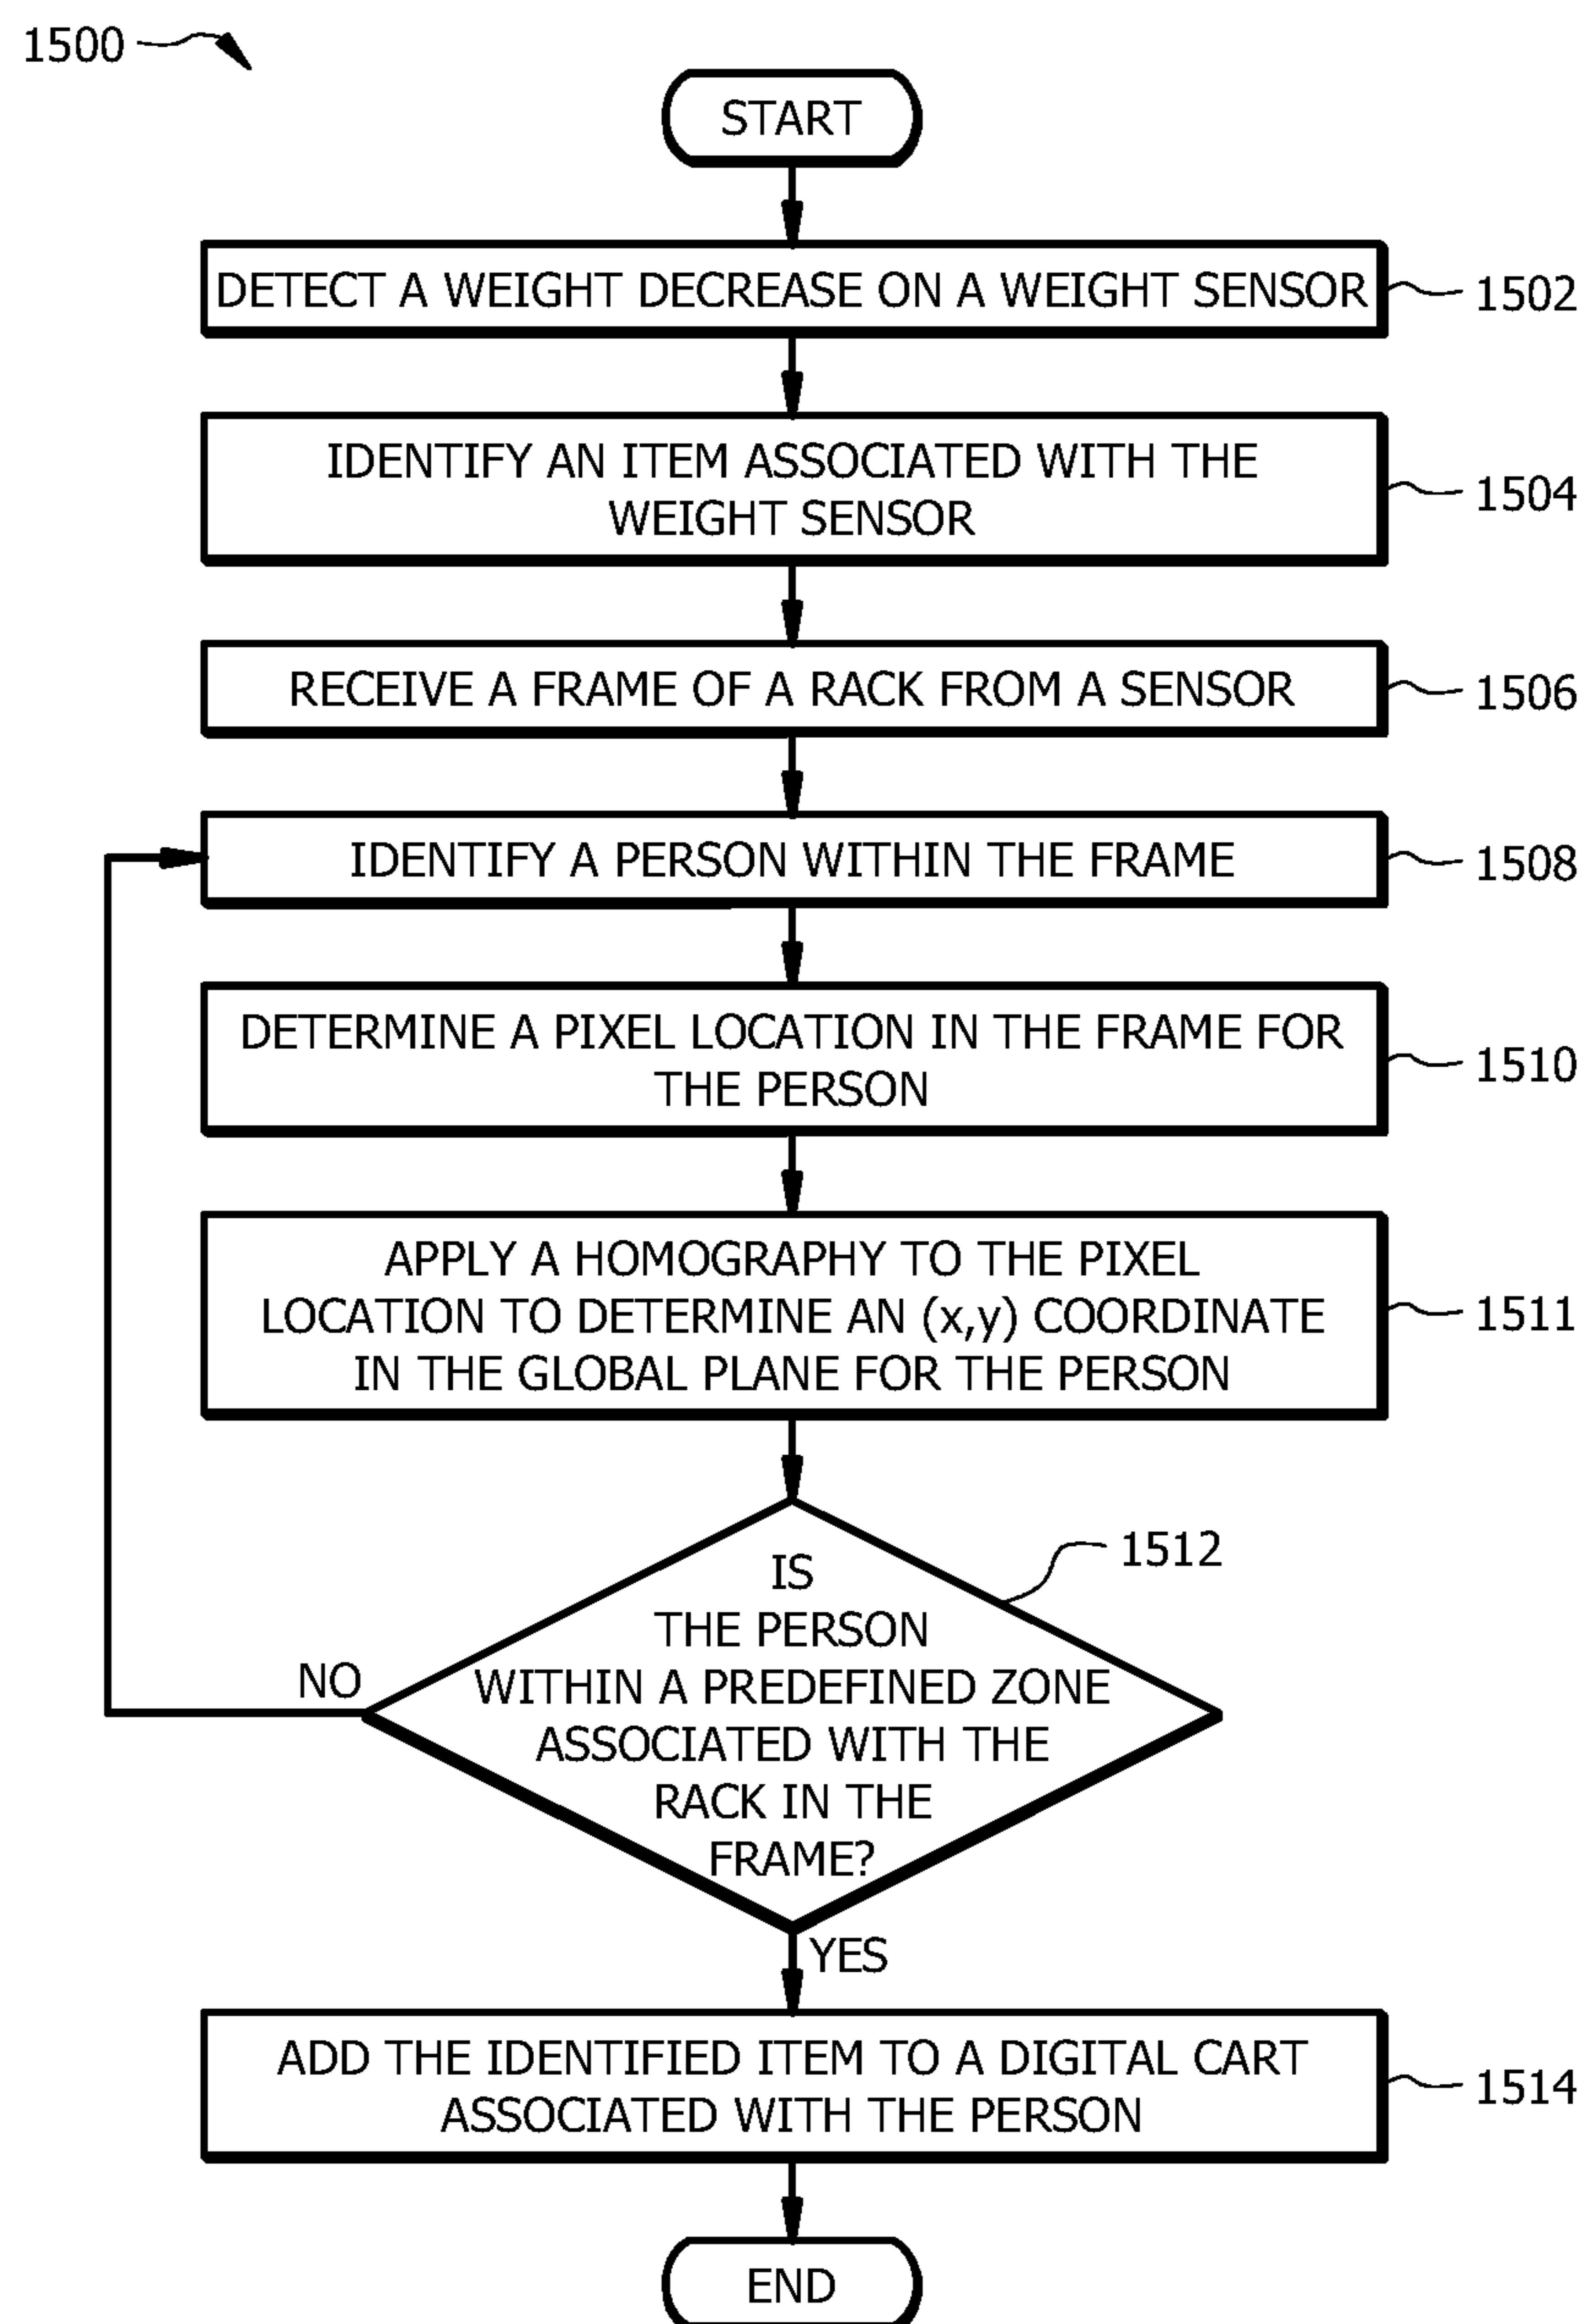 1500
START
DETECT A WEIGHT DECREASE ON A WEIGHT SENSOR
1502
IDENTIFY AN ITEM ASSOCIATED WITH THE
WEIGHT SENSOR
1504
RECEIVE A FRAME OF A RACK FROM A SENSOR
1506
IDENTIFY A PERSON WITHIN THE FRAME
1508
DETERMINE A PIXEL LOCATION IN THE FRAME FOR
THE PERSON
1510
APPLY A HOMOGRAPHY TO THE PIXEL
LOCATION TO DETERMINE AN (x,y) COORDINATE
IN THE GLOBAL PLANE FOR THE PERSON
1511
IS
THE PERSON
WITHIN A PREDEFINED ZONE
ASSOCIATED WITH THE
RACK IN THE
FRAME?
1512
NO
YES
ADD THE IDENTIFIED ITEM TO A DIGITAL CART
ASSOCIATED WITH THE PERSON
1514
END